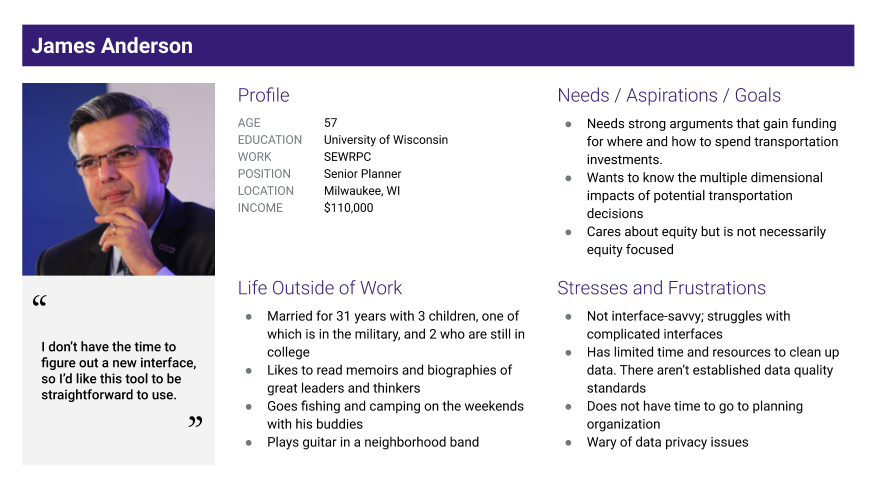 James Anderson
Profile
AGE 57
EDUCATION University of Wisconsin
WORK SEWRPC
POSITION Senior Planner
LOCATION Milwaukee, WI
INCOME $110,000
Needs / Aspirations / Goals
● Needs strong arguments that gain funding
for where and how to spend transportation
investments.
● Wants to know the multiple dimensional
impacts of potential transportation
decisions
● Cares about equity but is not necessarily
equity focused
“
I don’t have the time to
figure out a new interface,
so I’d like this tool to be
straightforward to use.
”
Life Outside of Work
● Married for 31 years with 3 children, one of
which is in the military, and 2 who are still in
college
● Likes to read memoirs and biographies of
great leaders and thinkers
● Goes fishing and camping on the weekends
with his buddies
● Plays guitar in a neighborhood band
Stresses and Frustrations
● Not interface-savvy; struggles with
complicated interfaces
● Has limited time and resources to clean up
data. There aren’t established data quality
standards
● Does not have time to go to planning
organization
● Wary of data privacy issues